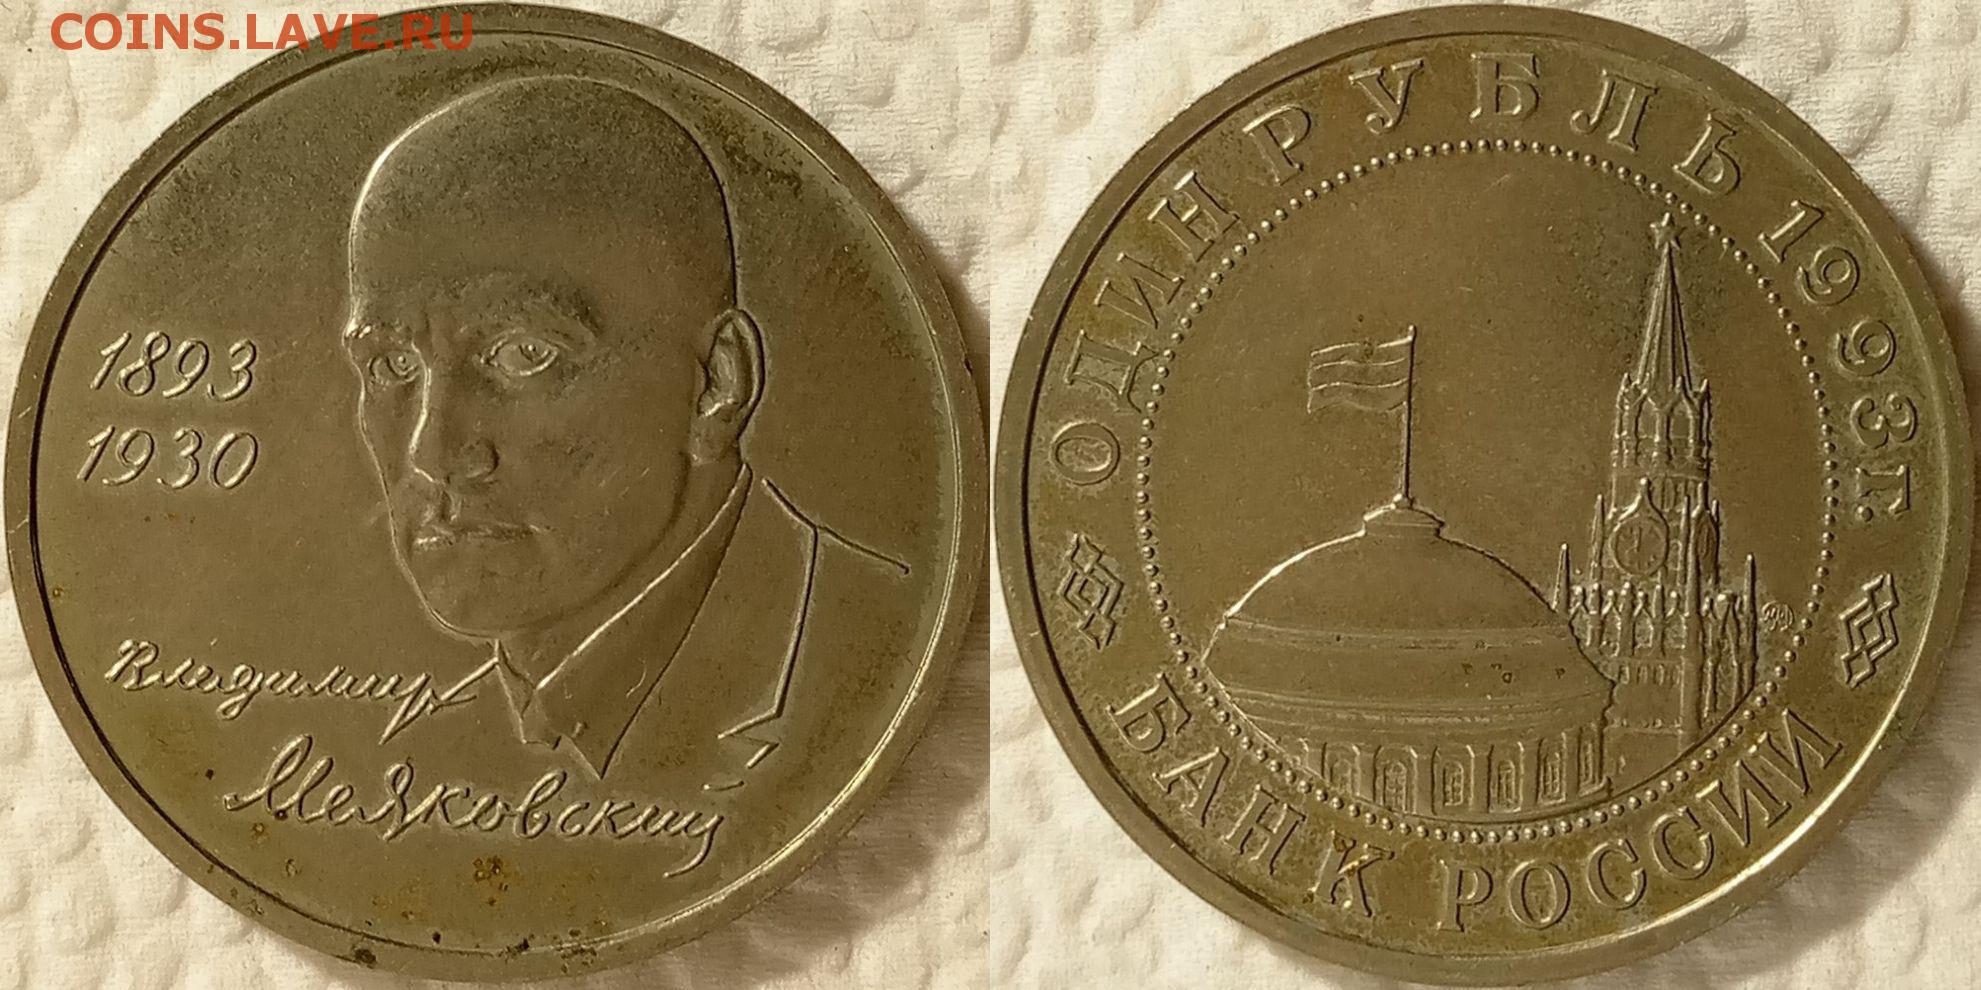 COINS.LAVE.RU
1893
1930
Владимир
Маяковский
ОДИН РУБЛЬ 1993г.
БАНК РОССИИ